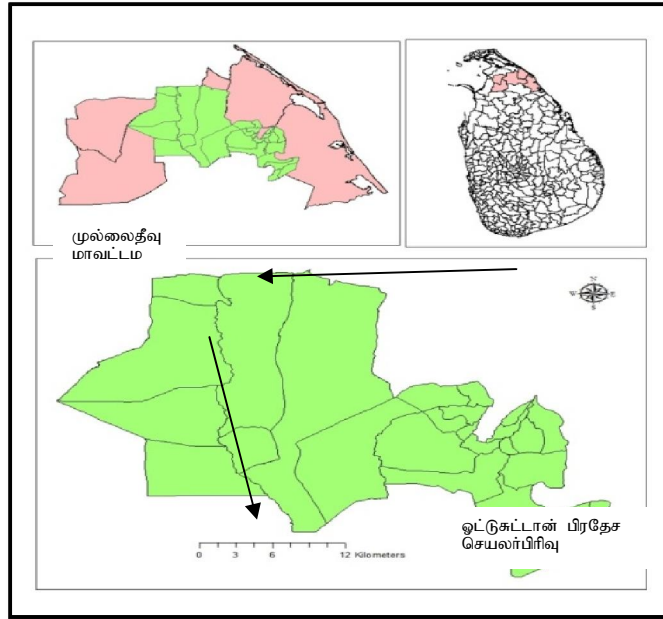 முல்லைதீவு
மாவட்டம
N
W E
S
ஓட்டுசுட்டான் பிரதேச
செயலர்பிரிவு
0 3 6 12 Kilometers